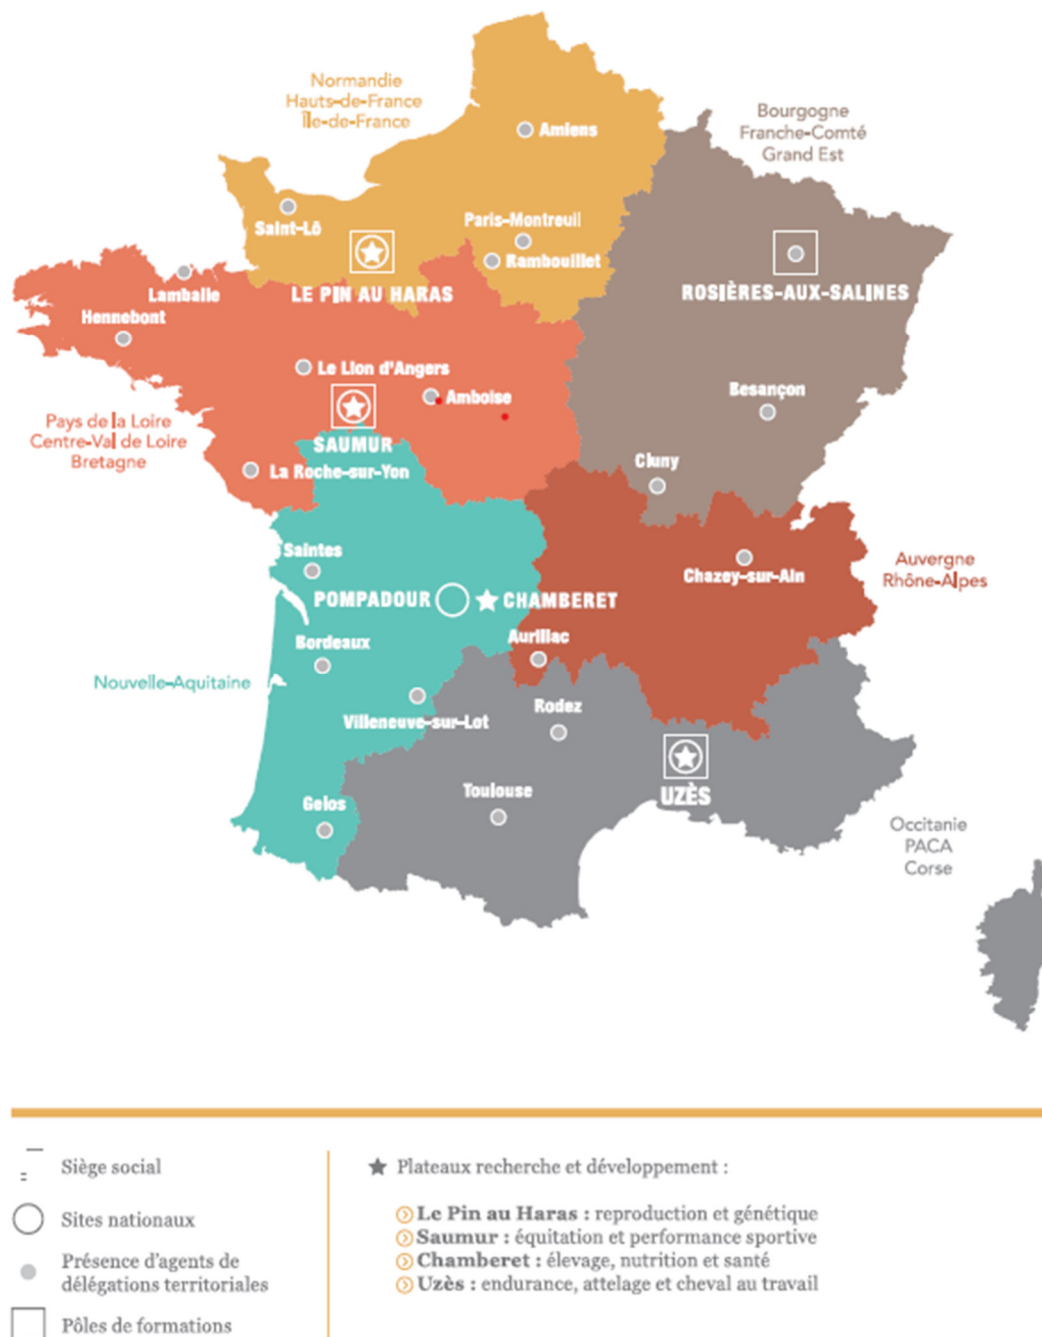 Normandie
Hauts-de-France
Île-de-France
Bourgogne
Franche-Comté
Grand Est
Amiens
Saint-Lô
Paris-Montreuil
Rambouillet
LE PIN AU HARAS
ROSIÈRES-AUX-SALINES
Lamballe
Hennebont
Le Lion d'Angers
Amboise
Besançon
Pays de la Loire
Centre-Val de Loire
Bretagne
SAUMUR
La Roche-sur-Yon
Cluny
Saintes
Chazey-sur-Ain
Auvergne
Rhône-Alpes
POMPADOUR
CHAMBERET
Bordeaux
Aurillac
Nouvelle-Aquitaine
Villeneuve-sur-Lot
Rodez
Gelos
Toulouse
UZÈS
Occitanie
PACA
Corse
Siège social
Sites nationaux
Présence d'agents de
délégations territoriales
Pôles de formations
Plateaux recherche et développement :
Le Pin au Haras : reproduction et génétique
Saumur : équitation et performance sportive
Chamberet : élevage, nutrition et santé
Uzès : endurance, attelage et cheval au travail